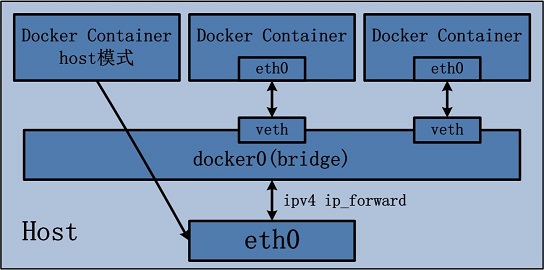 Docker Container
host模式
Docker Container
eth0
Docker Container
eth0
veth
veth
docker0(bridge)
ipv4 ip_forward
Host
eth0